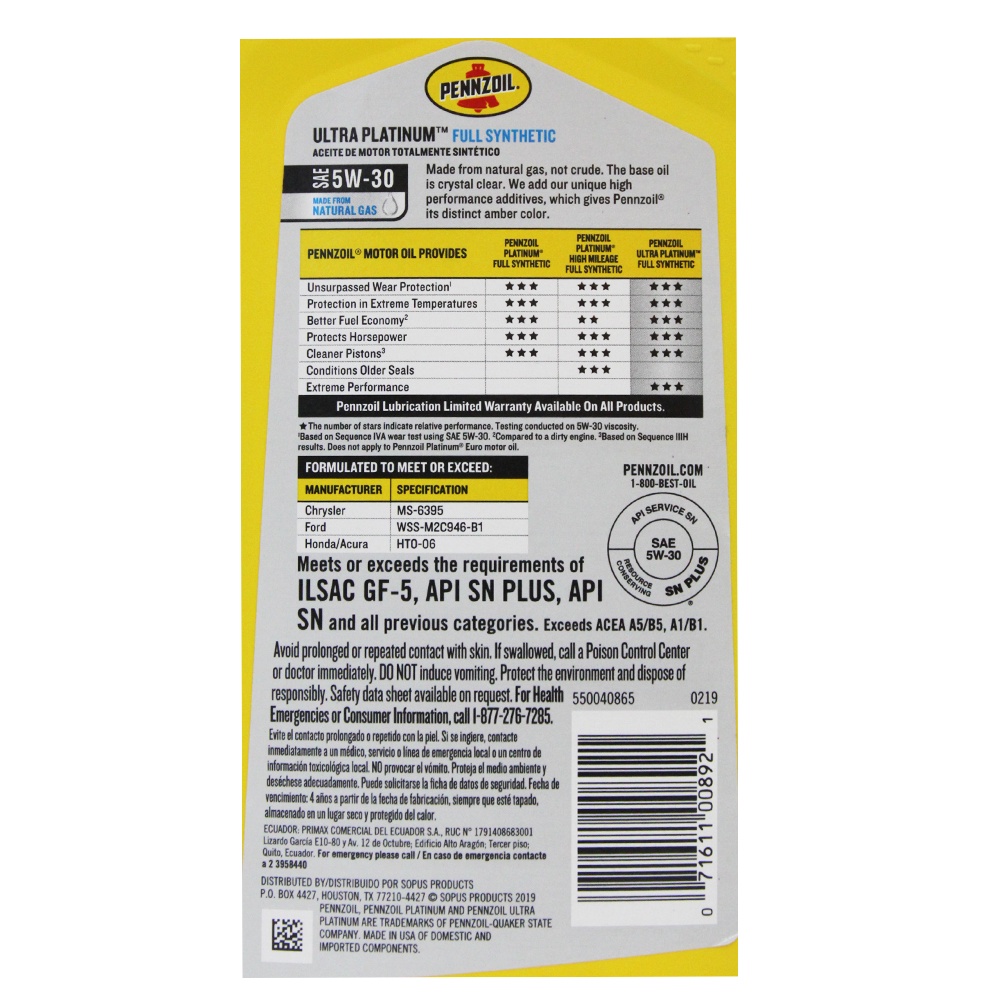 PENNZOIL®
ULTRA PLATINUM™ FULL SYNTHETIC
ACEITE DE MOTOR TOTALMENTE SINTÉTICO
SAE 5W-30
MADE FROM
NATURAL GAS
Made from natural gas, not crude. The base oil
is crystal clear. We add our unique high
performance additives, which gives Pennzoil®
its distinct amber color.
PENNZOIL® MOTOR OIL PROVIDES
PENNZOIL
PLATINUM®
FULL SYNTHETIC
PENNZOIL
PLATINUM®
HIGH MILEAGE
FULL SYNTHETIC
PENNZOIL
ULTRA PLATINUM™
FULL SYNTHETIC
Unsurpassed Wear Protection¹ ★★★ ★★★ ★★★
Protection in Extreme Temperatures ★★★ ★★★ ★★★
Better Fuel Economy² ★★★ ★★ ★★★
Protects Horsepower ★★★ ★★★ ★★★
Cleaner Pistons³ ★★★ ★★★ ★★★
Conditions Older Seals ★★★
Extreme Performance ★★★
Pennzoil Lubrication Limited Warranty Available On All Products.
★ The number of stars indicate relative performance. Testing conducted on 5W-30 viscosity.
¹Based on Sequence IVA wear test using SAE 5W-30. ²Compared to a dirty engine. ³Based on Sequence IIIH
results. Does not apply to Pennzoil Platinum® Euro motor oil.
FORMULATED TO MEET OR EXCEED:
MANUFACTURER SPECIFICATION
Chrysler MS-6395
Ford WSS-M2C946-B1
Honda/Acura HTO-06
PENNZOIL.COM
1-800-BEST-OIL
API SERVICE SN
SAE
5W-30
RESOURCE
CONSERVING
SN PLUS
®
Meets or exceeds the requirements of
ILSAC GF-5, API SN PLUS, API
SN and all previous categories. Exceeds ACEA A5/B5, A1/B1.
Avoid prolonged or repeated contact with skin. If swallowed, call a Poison Control Center
or doctor immediately. DO NOT induce vomiting. Protect the environment and dispose of
responsibly. Safety data sheet available on request. For Health
Emergencies or Consumer Information, call 1-877-276-7285.
550040865 0219
Evite el contacto prolongado o repetido con la piel. Si se ingiere, contacte
inmediatamente a un médico, servicio o línea de emergencia local o un centro de
información toxicológica local. NO provocar el vómito. Proteja el medio ambiente y
deséchese adecuadamente. Puede solicitarse la ficha de datos de seguridad. Fecha de
vencimiento: 4 años a partir de la fecha de fabricación, siempre que esté tapado,
almacenado en un lugar seco y protegido del calor.
ECUADOR: PRIMAX COMERCIAL DEL ECUADOR S.A., RUC N° 1791408683001
Lizardo García E10-80 y Av. 12 de Octubre; Edificio Alto Aragón; Tercer piso;
Quito, Ecuador. For emergency please call / En caso de emergencia contacte
a 2 3958440
0 71611 00892 1
DISTRIBUTED BY/DISTRIBUIDO POR SOPUS PRODUCTS
P.O. BOX 4427, HOUSTON, TX 77210-4427 © SOPUS PRODUCTS 2019
PENNZOIL, PENNZOIL PLATINUM AND PENNZOIL ULTRA
PLATINUM ARE TRADEMARKS OF PENNZOIL-QUAKER STATE
COMPANY. MADE IN USA OF DOMESTIC AND
IMPORTED COMPONENTS.